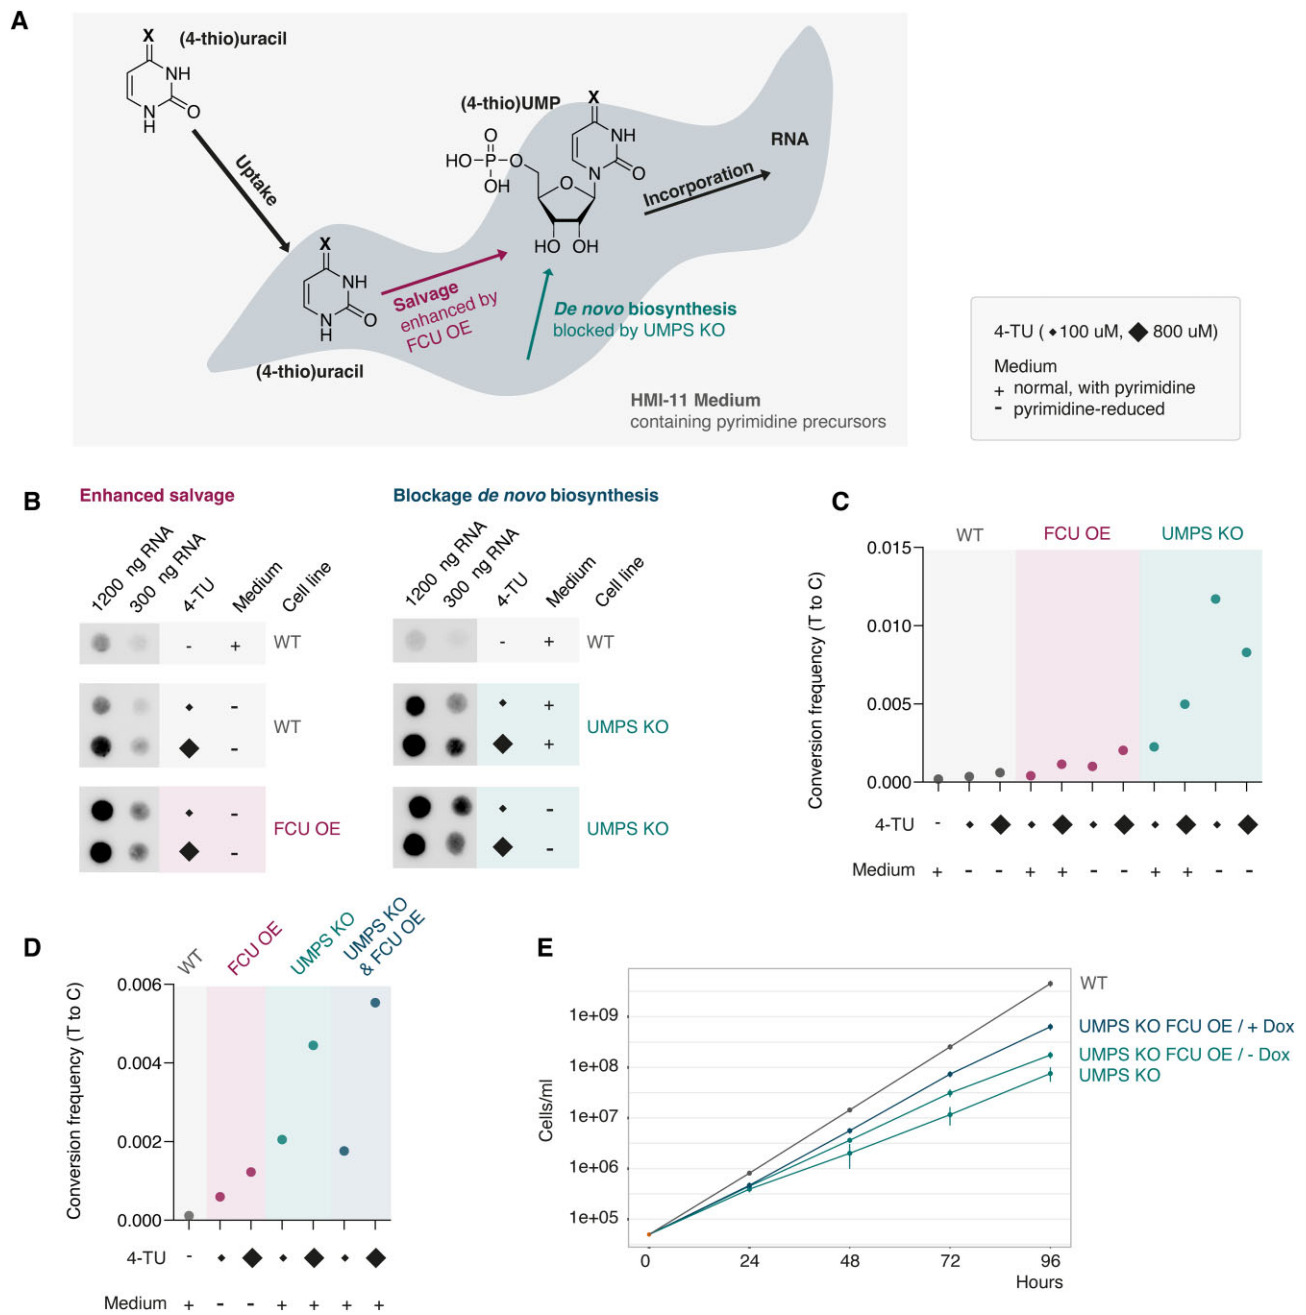 A
X
(4-thio)uracil
NH
N
H
O
Uptake
(4-thio)UMP
X
O
HO
P
O
OH
NH
N
O
O
HO
OH
RNA
Incorporation
X
NH
N
H
O
Salvage
enhanced by
FCU OE
(4-thio)uracil
De novo biosynthesis
blocked by UMPS KO
HMI-11 Medium
containing pyrimidine precursors
4-TU ( ◆100 uM, ◆ 800 uM)
Medium
+ normal, with pyrimidine
- pyrimidine-reduced
B
Enhanced salvage
1200 ng RNA
300 ng RNA
4-TU
Medium
Cell line
- + WT
◆ -
WT
◆ -
◆ -
FCU OE
◆ -
Blockage de novo biosynthesis
1200 ng RNA
300 ng RNA
4-TU
Medium
Cell line
- + WT
◆ +
UMPS KO
◆ +
◆ -
UMPS KO
◆ -
C
WT FCU OE UMPS KO
Conversion frequency (T to C)
0.015
0.010
0.005
0.000
4-TU - ◆ ◆ ◆ ◆ ◆ ◆ ◆ ◆ ◆ ◆
Medium + - - + + - - + + - -
D
WT
FCU OE
UMPS KO
UMPS KO
& FCU OE
Conversion frequency (T to C)
0.006
0.004
0.002
0.000
4-TU - ◆ ◆ ◆ ◆ ◆ ◆
Medium + - - + + + +
E
Cells/ml
1e+09
1e+08
1e+07
1e+06
1e+05
0 24 48 72 96
Hours
WT
UMPS KO FCU OE / + Dox
UMPS KO FCU OE / - Dox
UMPS KO